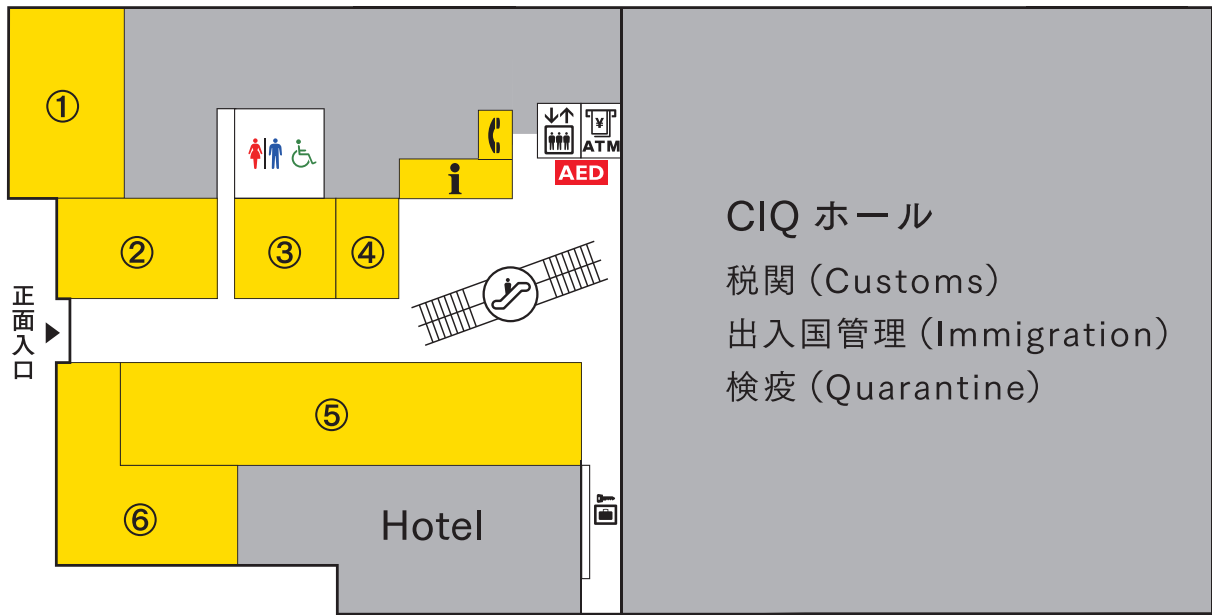 ①
ATM
AED
i
②
③
④
正面入口
⑤
⑥
Hotel
CIQ ホール
税関 (Customs)
出入国管理 (Immigration)
検疫 (Quarantine)